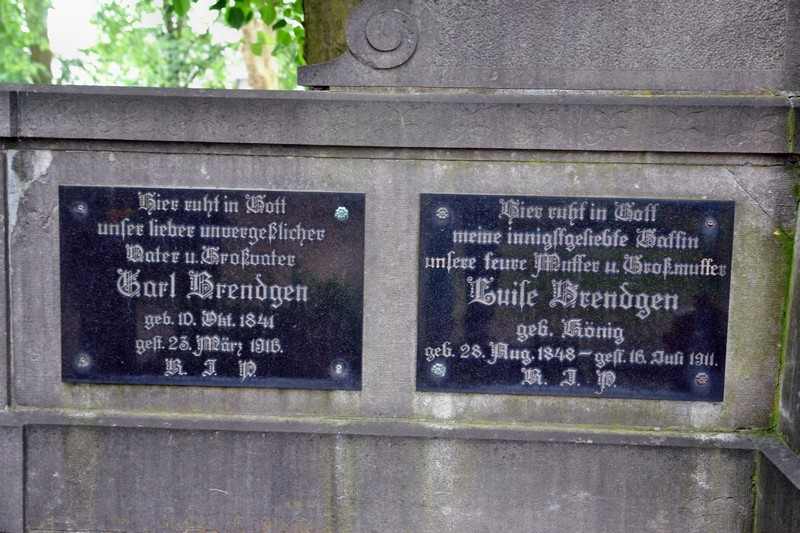 Hier ruht in Gott
unser lieber unvergeßlicher
Vater u. Großvater
Carl Brendgen
geb. 10. Okt. 1841
gest. 23. März 1916.
R. I. P.
Hier ruht in Gott
meine innigstgeliebte Gattin
unsere teure Mutter u. Großmutter
Luise Brendgen
geb. König
geb. 28. Aug. 1848 - gest. 16. Juli 1911.
R. I. P.